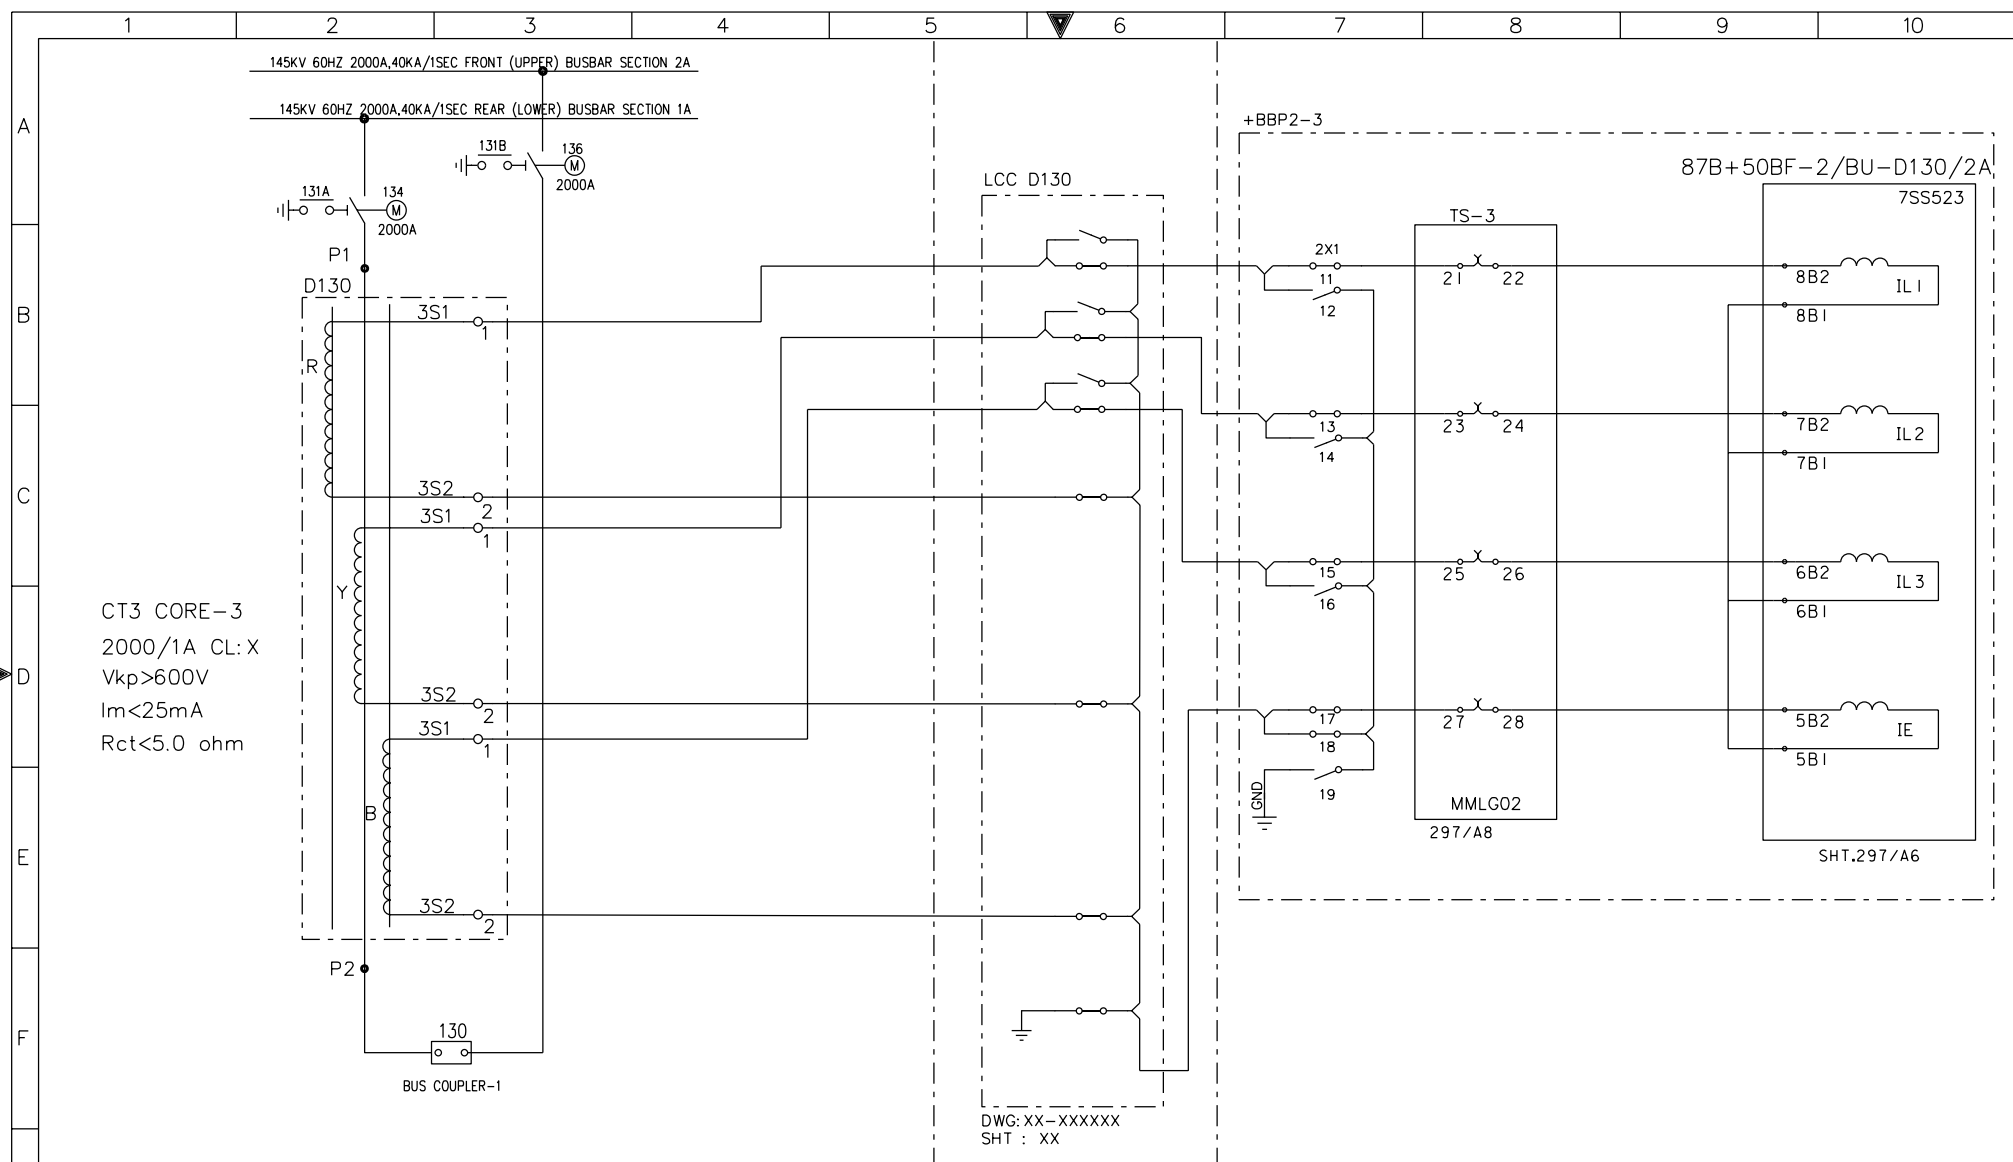 1 2 3 4 5 6 7 8 9 10
A
B
C
D
E
F
145KV 60HZ 2000A,40KA/1SEC FRONT (UPPER) BUSBAR SECTION 2A
145KV 60HZ 2000A,40KA/1SEC REAR (LOWER) BUSBAR SECTION 1A
131B 136
M
2000A
131A 134
M
2000A
P1
D130
3S1
1
R
3S2
2
3S1
1
Y
3S2
2
3S1
1
B
3S2
2
P2
130
BUS COUPLER-1
CT3 CORE-3
2000/1A CL:X
Vkp>600V
Im<25mA
Rct<5.0 ohm
LCC D130
DWG:XX-XXXXXX
SHT : XX
+BBP2-3
87B+50BF-2/BU-D130/2A
7SS523
TS-3
2X1
11
12
13
14
15
16
17
18
19
GND
21 22
23 24
25 26
27 28
MMLG02
297/A8
8B2
IL1
8B1
7B2
IL2
7B1
6B2
IL3
6B1
5B2
IE
5B1
SHT.297/A6